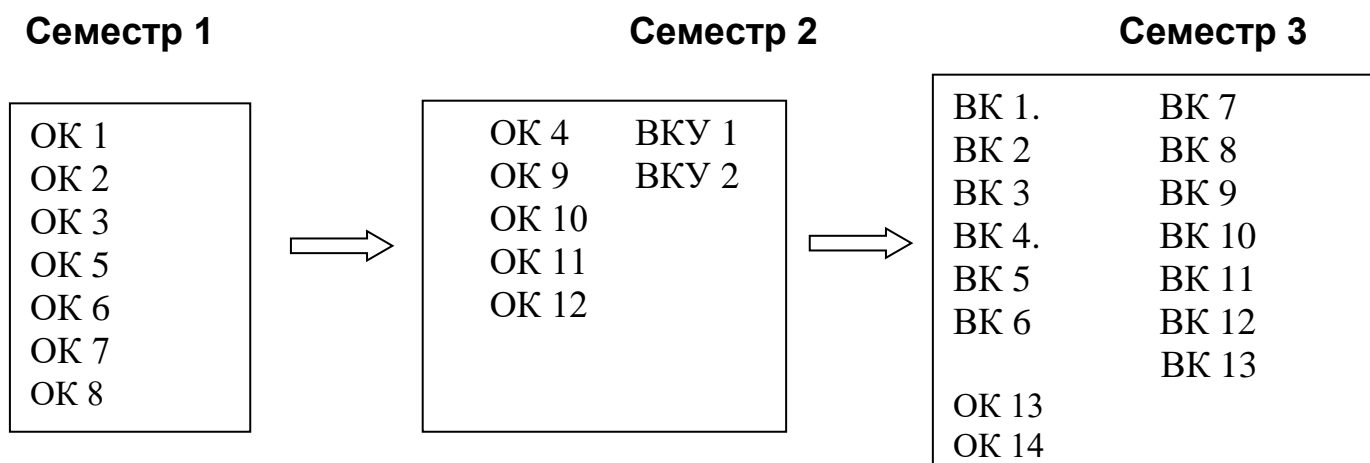 Семестр 1
Семестр 2
Семестр 3
ОК 1
ОК 2
ОК 3
ОК 5
ОК 6
ОК 7
ОК 8
ОК 4 ВКУ 1
ОК 9 ВКУ 2
ОК 10
ОК 11
ОК 12
ВК 1. ВК 7
ВК 2 ВК 8
ВК 3 ВК 9
ВК 4. ВК 10
ВК 5 ВК 11
ВК 6 ВК 12
ВК 13
ОК 13
ОК 14